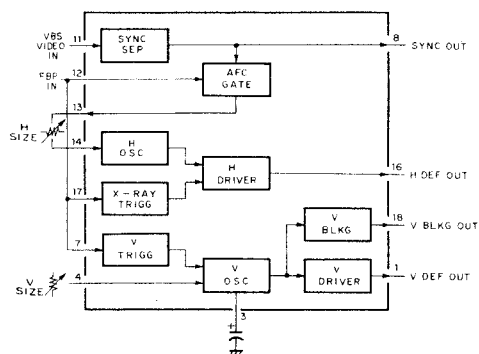 VBS
VIDEO
IN
11
SYNC
SEP
8
SYNC OUT
FBP
IN
12
AFC
GATE
13
H
SIZE
14
H
OSC
H
DRIVER
16
H DEF OUT
17
X-RAY
TRIGG
V
BLKG
18
V BLKG OUT
7
V
TRIGG
V
SIZE
4
V
OSC
V
DRIVER
1
V DEF OUT
3
+